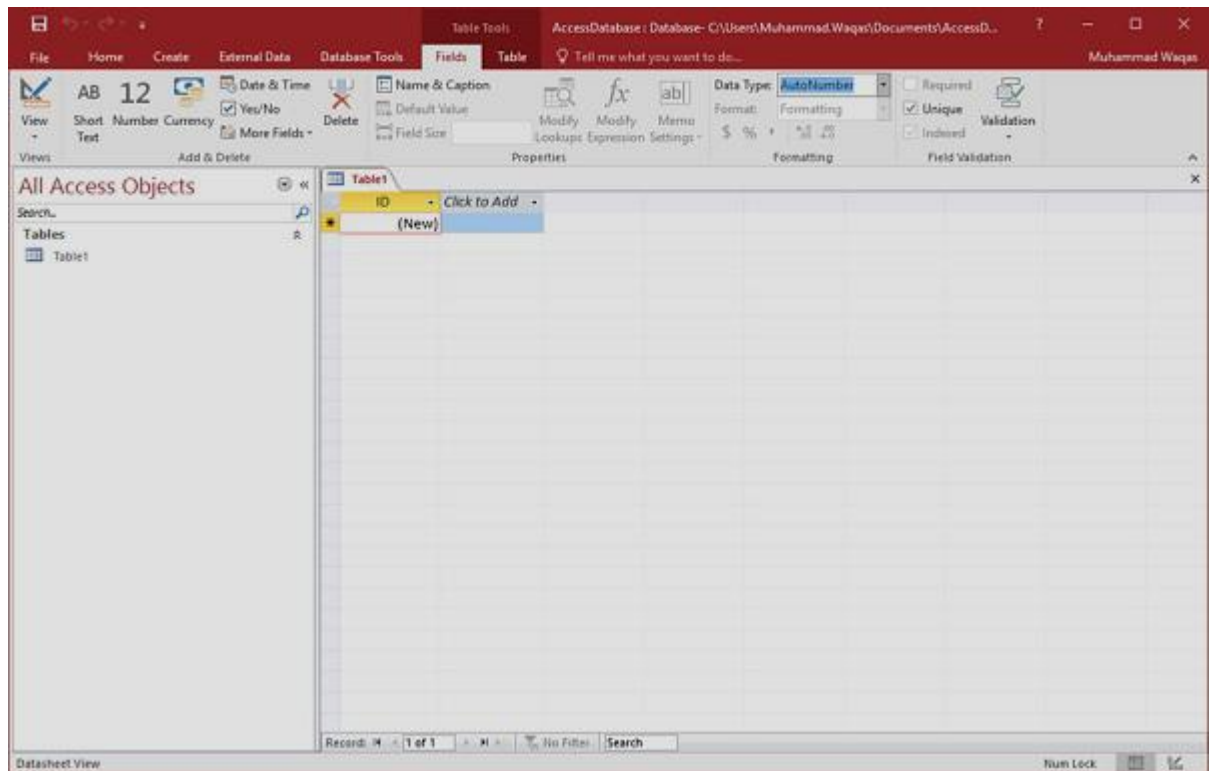 Table Tools AccessDatabase : Database- C:\Users\Muhammad.Waqas\Documents\AccessD... ?
File Home Create External Data Database Tools Fields Table Tell me what you want to do... Muhammad Waqas
View
AB Short Text
12 Number
Currency
Date & Time
Yes/No
More Fields
Delete
Name & Caption
Default Value
Field Size
Modify Lookups
fx Modify Expression
ab Memo Settings
Data Type: AutoNumber
Format: Formatting
$ %
Required
Unique
Indexed
Validation
Views Add & Delete Properties Formatting Field Validation
All Access Objects
Search...
Tables
Table1
Table1
ID Click to Add
(New)
Record: 1 of 1 No Filter Search
Datasheet View Num Lock